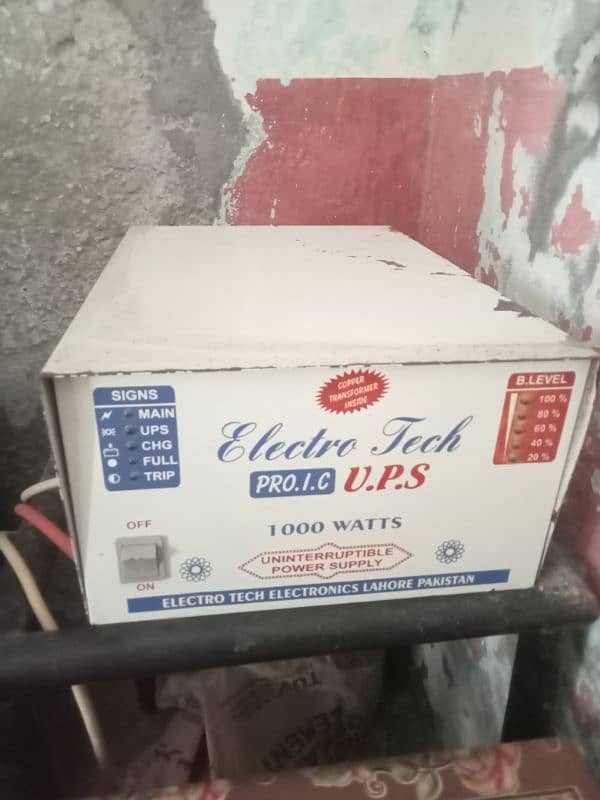 COPPER
TRANSFORMER
INSIDE
SIGNS
MAIN
UPS
CHG
FULL
TRIP
Electro Tech
PRO.I.C U.P.S
B.LEVEL
100 %
80 %
60 %
40 %
20 %
1000 WATTS
OFF
ON
UNINTERRUPTIBLE
POWER SUPPLY
ELECTRO TECH ELECTRONICS LAHORE PAKISTAN